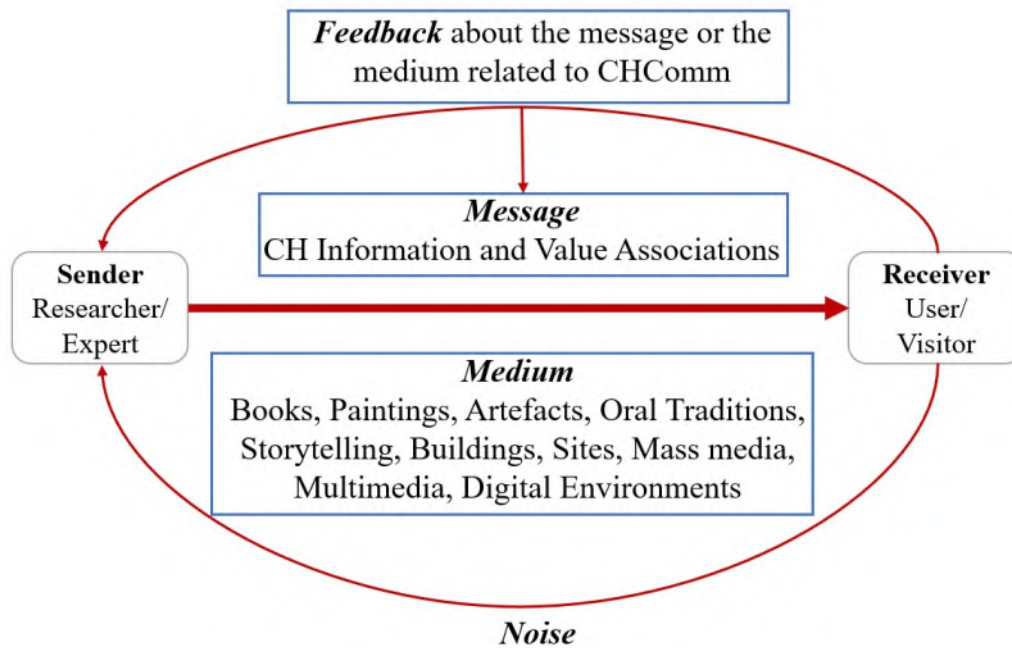 Feedback about the message or the
medium related to CHComm
Message
CH Information and Value Associations
Sender
Researcher/
Expert
Receiver
User/
Visitor
Medium
Books, Paintings, Artefacts, Oral Traditions,
Storytelling, Buildings, Sites, Mass media,
Multimedia, Digital Environments
Noise